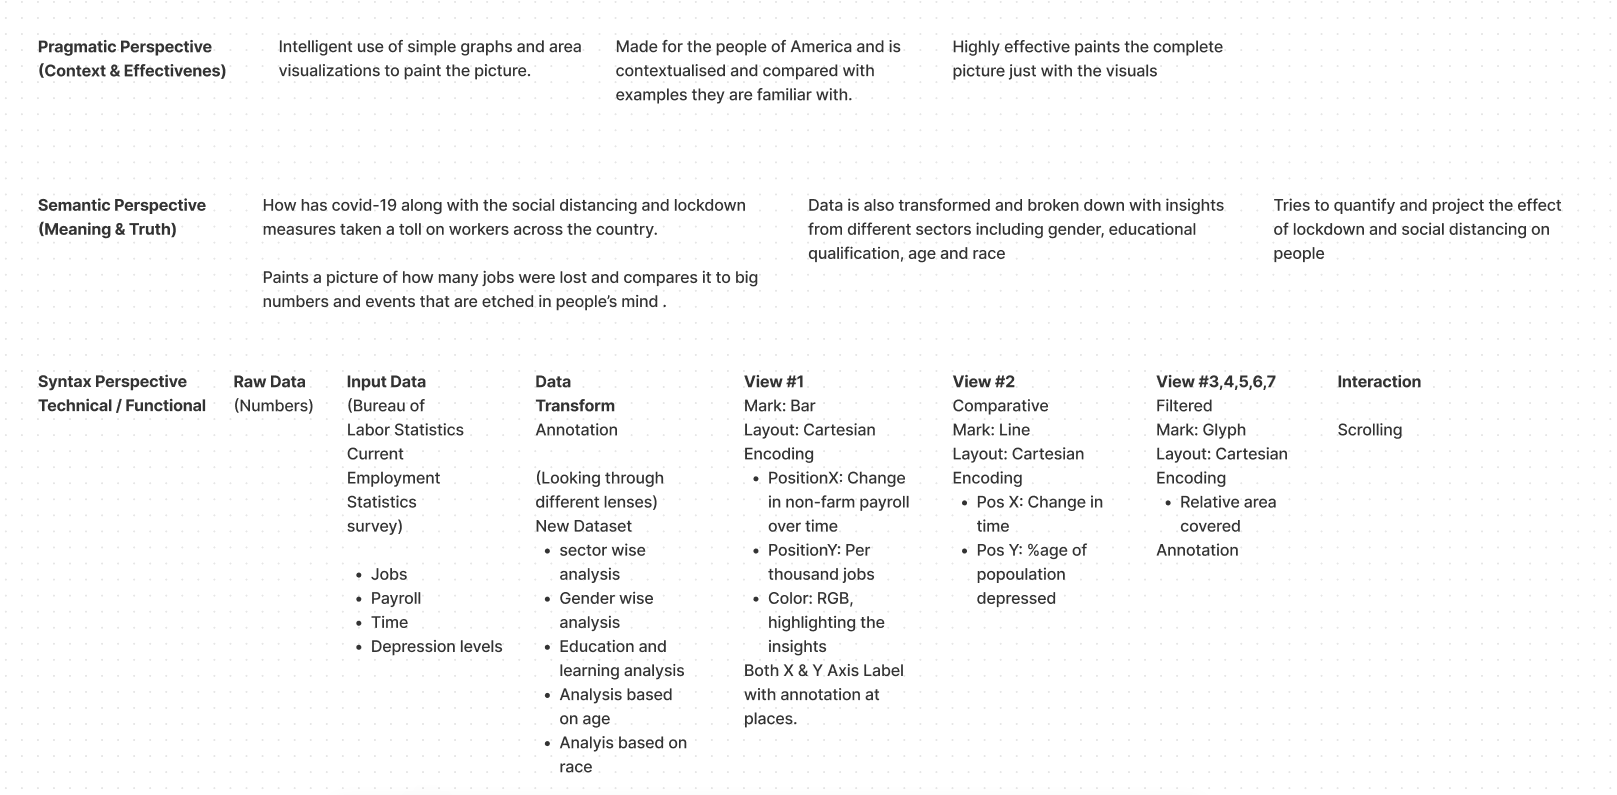 Pragmatic Perspective
(Context & Effectivenes)
Intelligent use of simple graphs and area
visualizations to paint the picture.
Made for the people of America and is
contextualised and compared with
examples they are familiar with.
Highly effective paints the complete
picture just with the visuals
Semantic Perspective
(Meaning & Truth)
How has covid-19 along with the social distancing and lockdown
measures taken a toll on workers across the country.
Paints a picture of how many jobs were lost and compares it to big
numbers and events that are etched in people’s mind .
Data is also transformed and broken down with insights
from different sectors including gender, educational
qualification, age and race
Tries to quantify and project the effect
of lockdown and social distancing on
people
Syntax Perspective
Technical / Functional
Raw Data
(Numbers)
Input Data
(Bureau of
Labor Statistics
Current
Employment
Statistics
survey)
• Jobs
• Payroll
• Time
• Depression levels
Data
Transform
Annotation
(Looking through
different lenses)
New Dataset
• sector wise
analysis
• Gender wise
analysis
• Education and
learning analysis
• Analysis based
on age
• Analyis based on
race
View #1
Mark: Bar
Layout: Cartesian
Encoding
• PositionX: Change
in non-farm payroll
over time
• PositionY: Per
thousand jobs
• Color: RGB,
highlighting the
insights
Both X & Y Axis Label
with annotation at
places.
View #2
Comparative
Mark: Line
Layout: Cartesian
Encoding
• Pos X: Change in
time
• Pos Y: %age of
popoulation
depressed
View #3,4,5,6,7
Filtered
Mark: Glyph
Layout: Cartesian
Encoding
• Relative area
covered
Annotation
Interaction
Scrolling